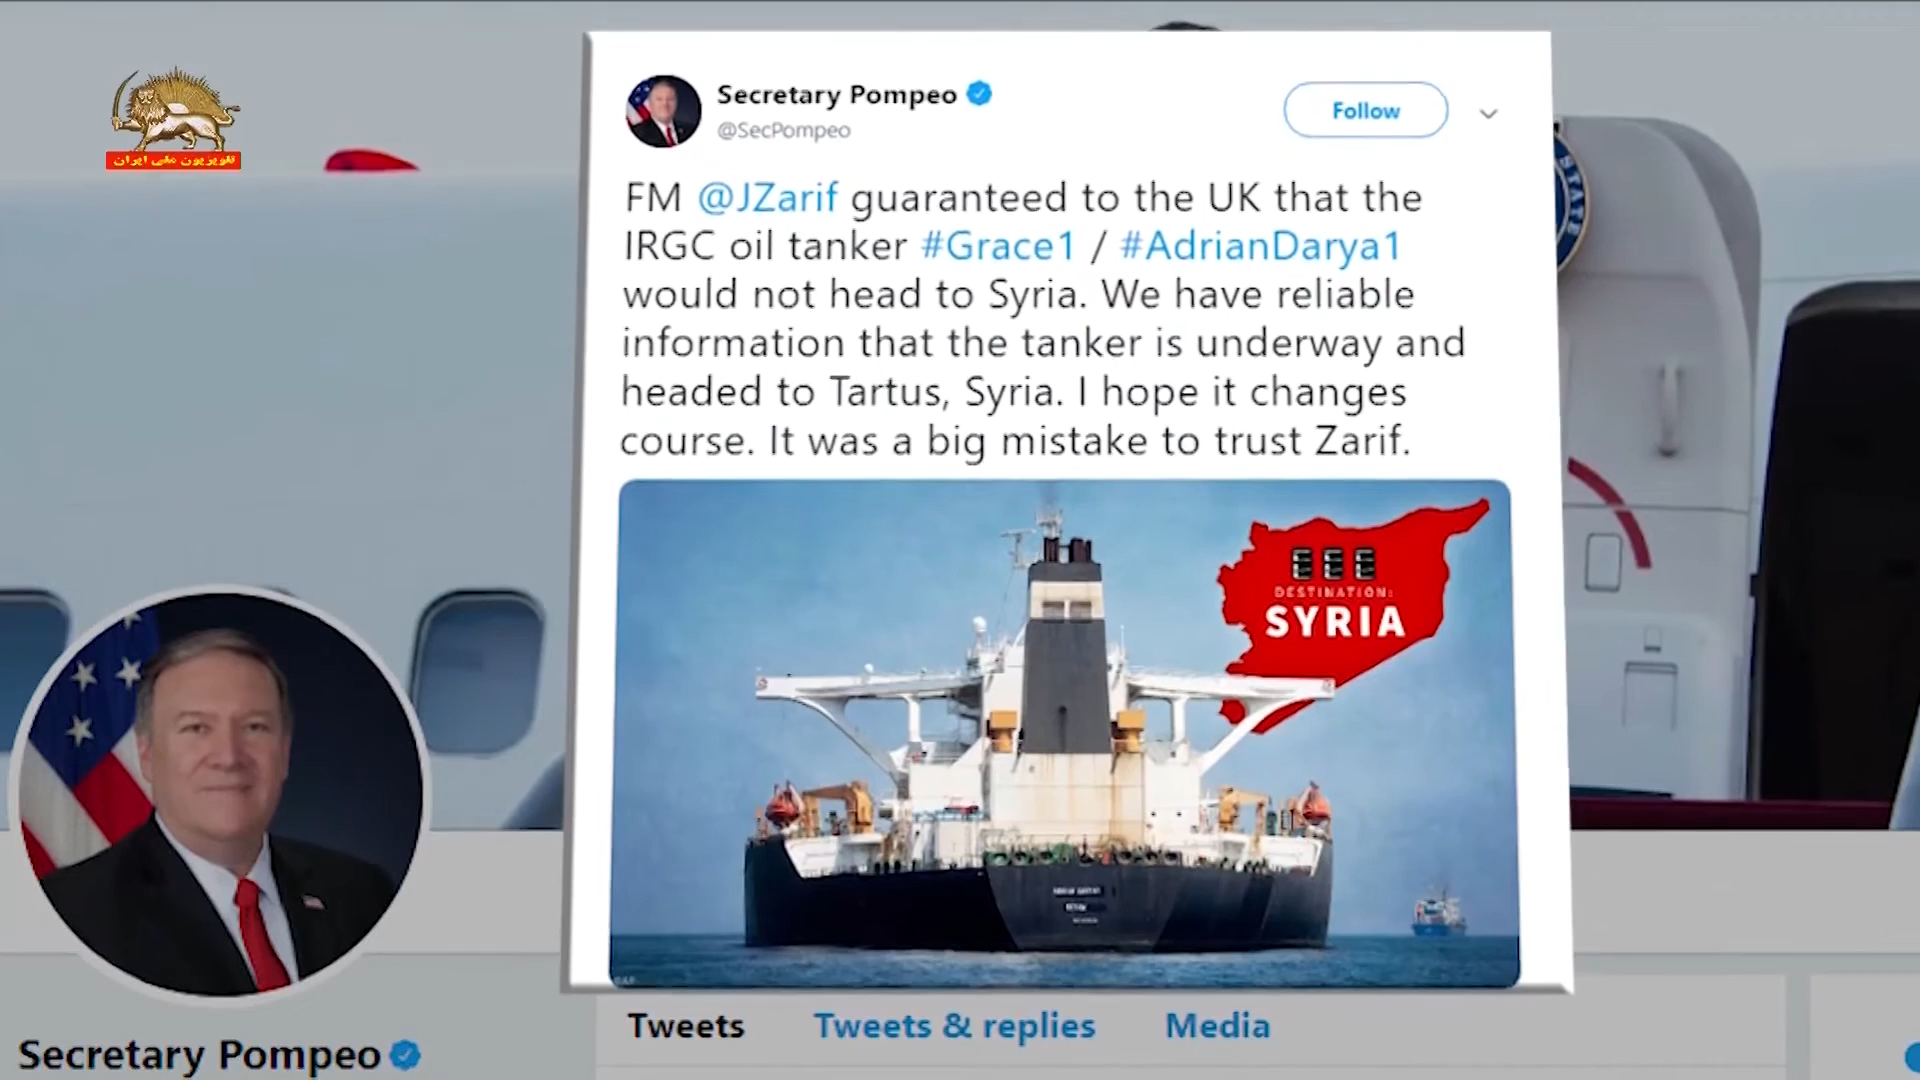 تلویزیون ملی ایران
Secretary Pompeo
@SecPompeo
Follow
FM @JZarif guaranteed to the UK that the
IRGC oil tanker #Grace1 / #AdrianDarya1
would not head to Syria. We have reliable
information that the tanker is underway and
headed to Tartus, Syria. I hope it changes
course. It was a big mistake to trust Zarif.
DESTINATION:
SYRIA
STATE
Tweets
Tweets & replies
Media
Secretary Pompeo